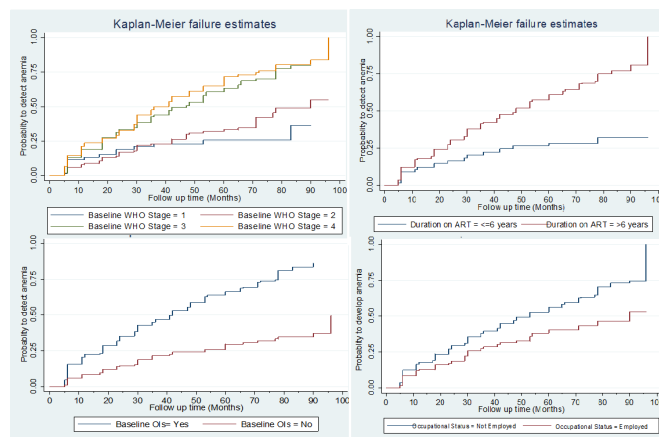 Kaplan-Meier failure estimates
Probabilty to detect anemia
1.00
0.75
0.50
0.25
0.00
0 10 20 30 40 50 60 70 80 90 100
Follow up time (Months)
Baseline WHO Stage = 1 Baseline WHO Stage = 2
Baseline WHO Stage = 3 Baseline WHO Stage = 4
Kaplan-Meier failure estimates
Probabilty to detect anemia
1.00
0.75
0.50
0.25
0.00
0 10 20 30 40 50 60 70 80 90 100
Follow up time (Months)
Duration on ART = <=6 years Duration on ART = >6 years
Probabilty to detect anemia
1.00
0.75
0.50
0.25
0.00
0 10 20 30 40 50 60 70 80 90 100
Follow up time (Months)
Baseline OIs= Yes Baseline OIs = No
Probabilty to develop anemia
1.00
0.75
0.50
0.25
0.00
0 10 20 30 40 50 60 70 80 90 100
Follow up time (Months)
Occupational Status = Not Employed Occupational Status = Employed